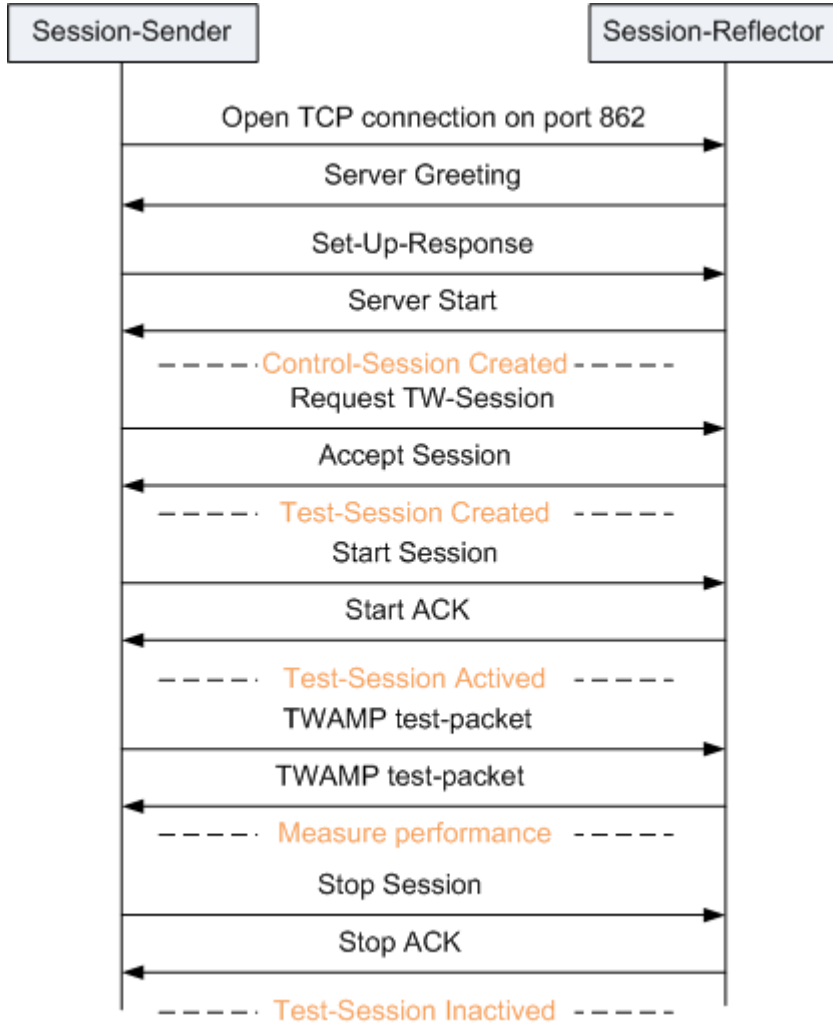 Session-Sender
Session-Reflector
Open TCP connection on port 862
Server Greeting
Set-Up-Response
Server Start
Control-Session Created
Request TW-Session
Accept Session
Test-Session Created
Start Session
Start ACK
Test-Session Actived
TWAMP test-packet
TWAMP test-packet
Measure performance
Stop Session
Stop ACK
Test-Session Inactived